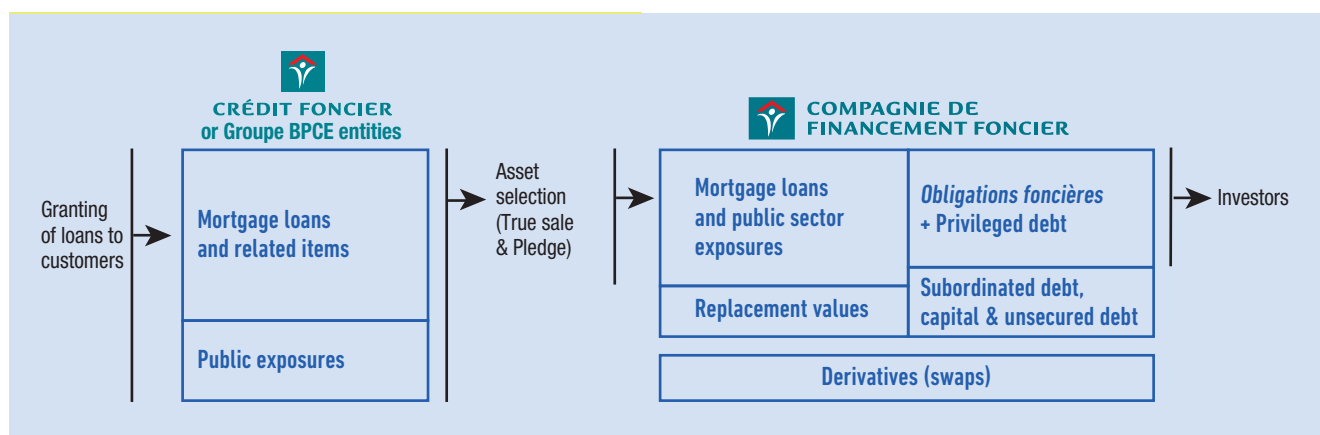 CRÉDIT FONCIER
or Groupe BPCE entities
COMPAGNIE DE
FINANCEMENT FONCIER
Granting
of loans to
customers
Mortgage loans
and related items
Public exposures
Asset
selection
(True sale
& Pledge)
Mortgage loans
and public sector
exposures
Replacement values
Obligations foncières
+ Privileged debt
Subordinated debt,
capital & unsecured debt
Derivatives (swaps)
Investors